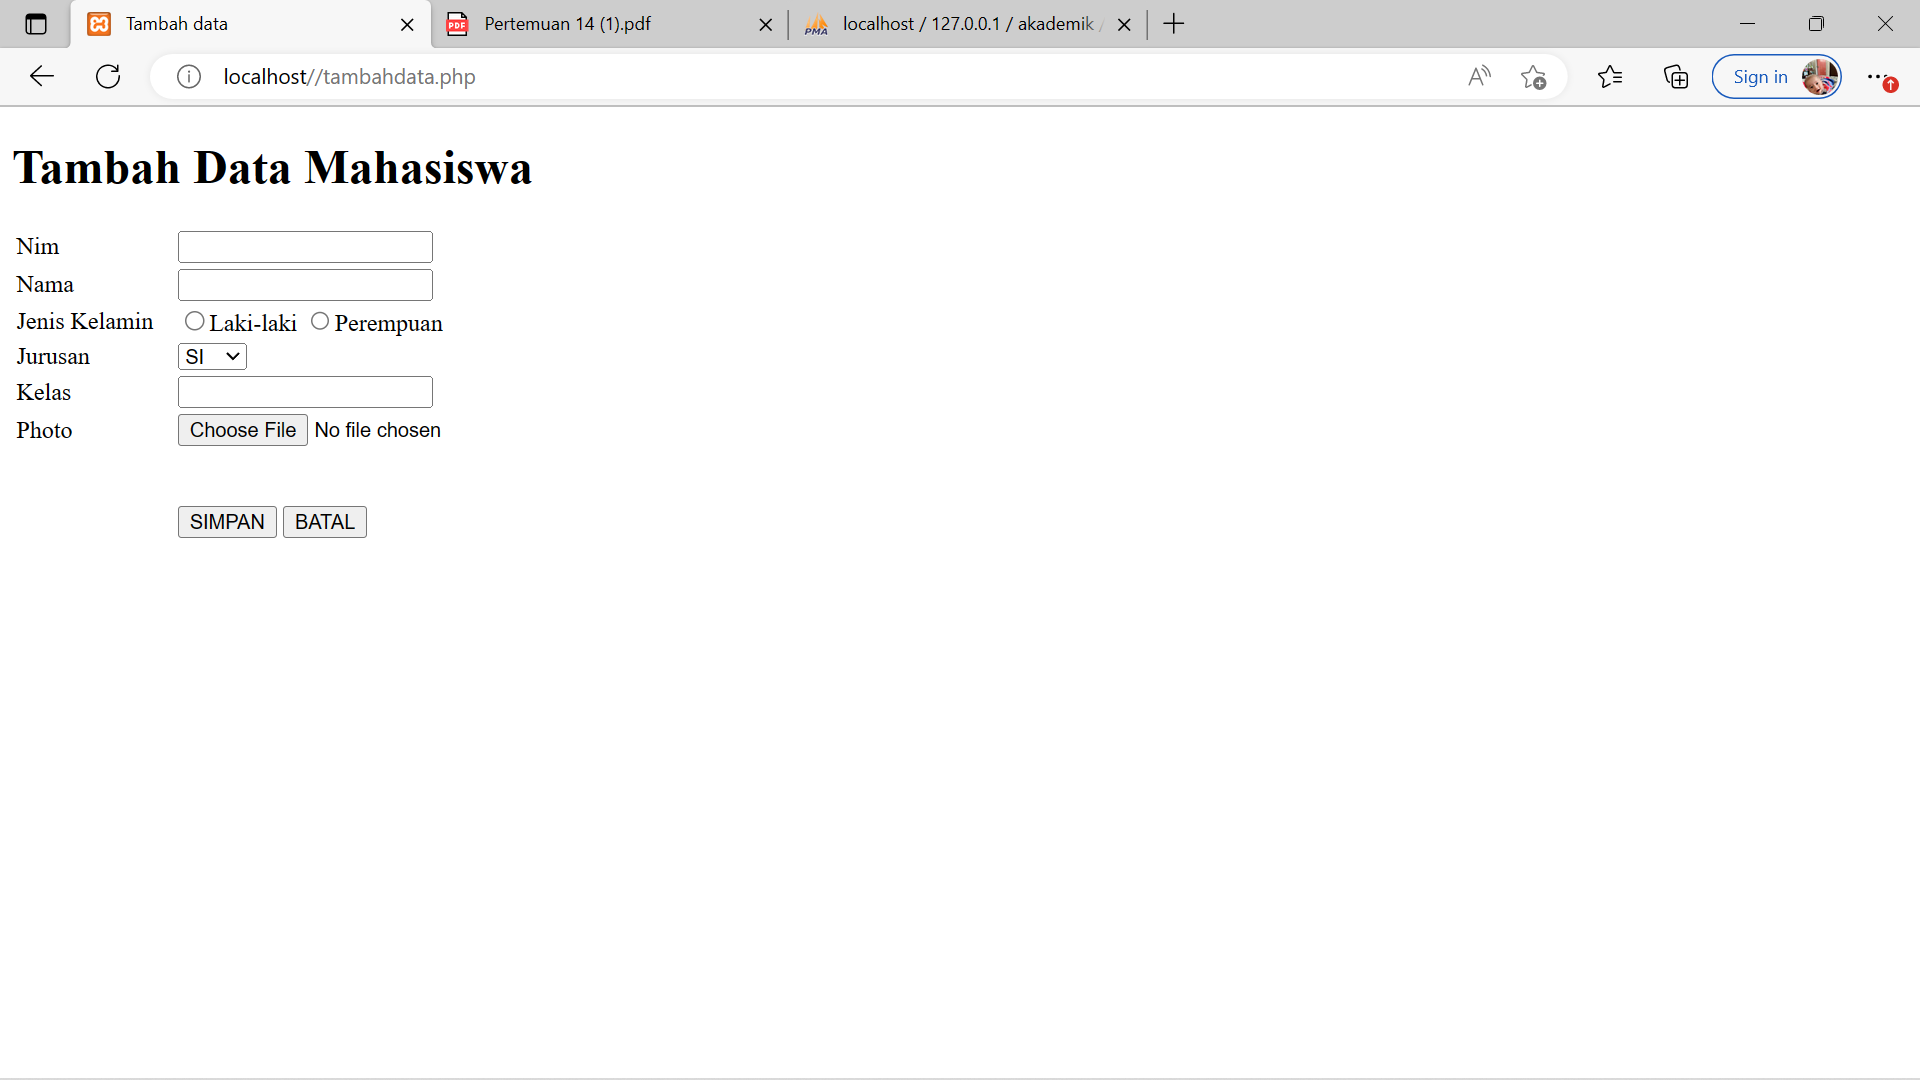 Tambah data
Pertemuan 14 (1).pdf
PMA
localhost / 127.0.0.1 / akademik /
localhost//tambahdata.php
Sign in
Tambah Data Mahasiswa
Nim
Nama
Jenis Kelamin Laki-laki Perempuan
Jurusan SI
Kelas
Photo Choose File No file chosen
SIMPAN BATAL